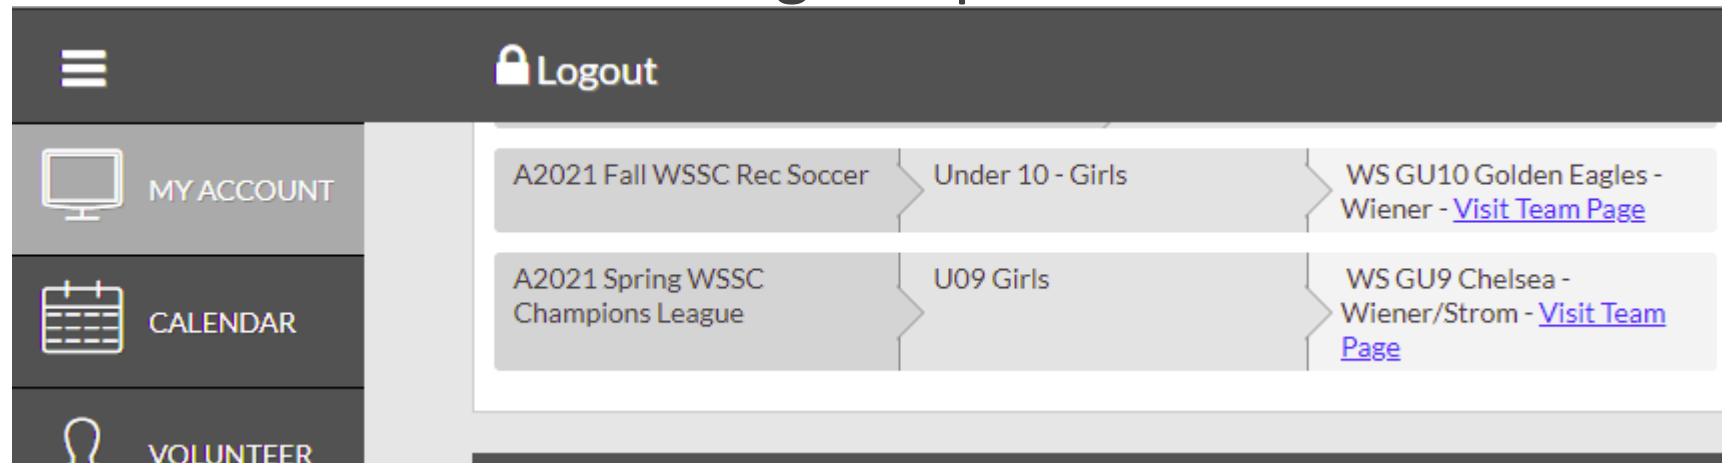 Logout
MY ACCOUNT
A2021 Fall WSSC Rec Soccer
Under 10 - Girls
WS GU10 Golden Eagles -
Wiener - Visit Team Page
A2021 Spring WSSC
Champions League
U09 Girls
WS GU9 Chelsea -
Wiener/Strom - Visit Team
Page
CALENDAR
VOLUNTEER